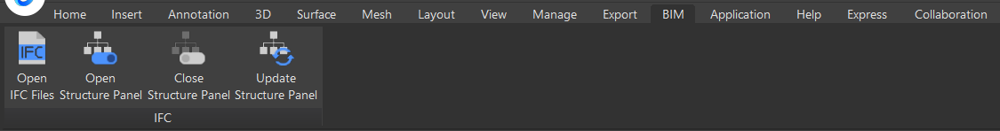 Home Insert Annotation 3D Surface Mesh Layout View Manage Export BIM Application Help Express Collaboration
IFC
Open
IFC Files
Open
Structure Panel
Close
Structure Panel
Update
Structure Panel
IFC